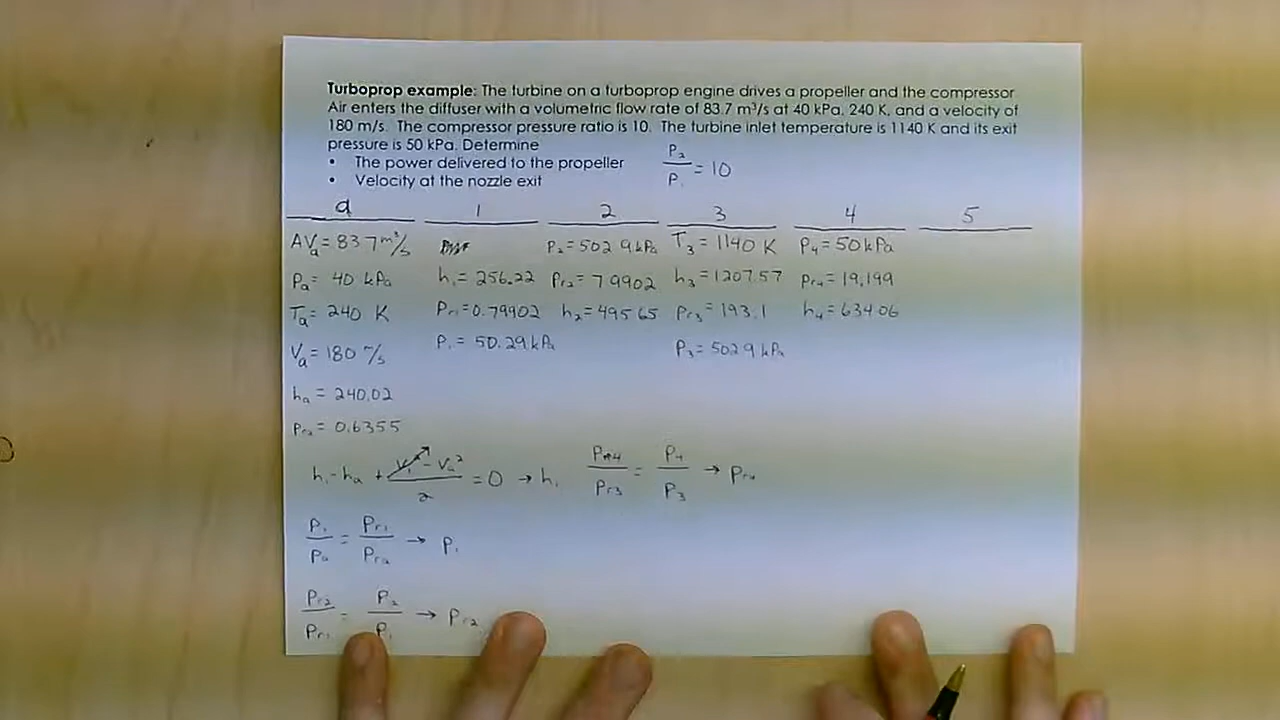 Turboprop example: The turbine on a turboprop engine drives a propeller and the compressor
Air enters the diffuser with a volumetric flow rate of 83.7 m³/s at 40 kPa, 240 K, and a velocity of
180 m/s. The compressor pressure ratio is 10. The turbine inlet temperature is 1140 K and its exit
pressure is 50 kPa. Determine
• The power delivered to the propeller
• Velocity at the nozzle exit
P₂/P₁ = 10
a 1 2 3 4 5
AVₐ = 83 7 m³/s P₂ = 502 9 kPa T₃ = 1140 K P₄ = 50 kPa
Pₐ = 40 kPa h₁ = 256.22 Pr₂ = 7 9902 h₃ = 1207.57 Pr₄ = 19.199
Tₐ = 240 K Pr₁ = 0.79902 h₂ = 495 65 Pr₃ = 193.1 h₄ = 634 06
Vₐ = 180 m/s P₁ = 50.29 kPa P₃ = 502 9 kPa
hₐ = 240.02
Prₐ = 0.6355
h₁ - hₐ + (V₁² - Vₐ²)/2 = 0 → h₁ Pr₄/Pr₃ = P₄/P₃ → Pr₄
P₁/Pₐ = Pr₁/Prₐ → P₁
Pr₂/Pr₁ = P₂/P₁ → Pr₂